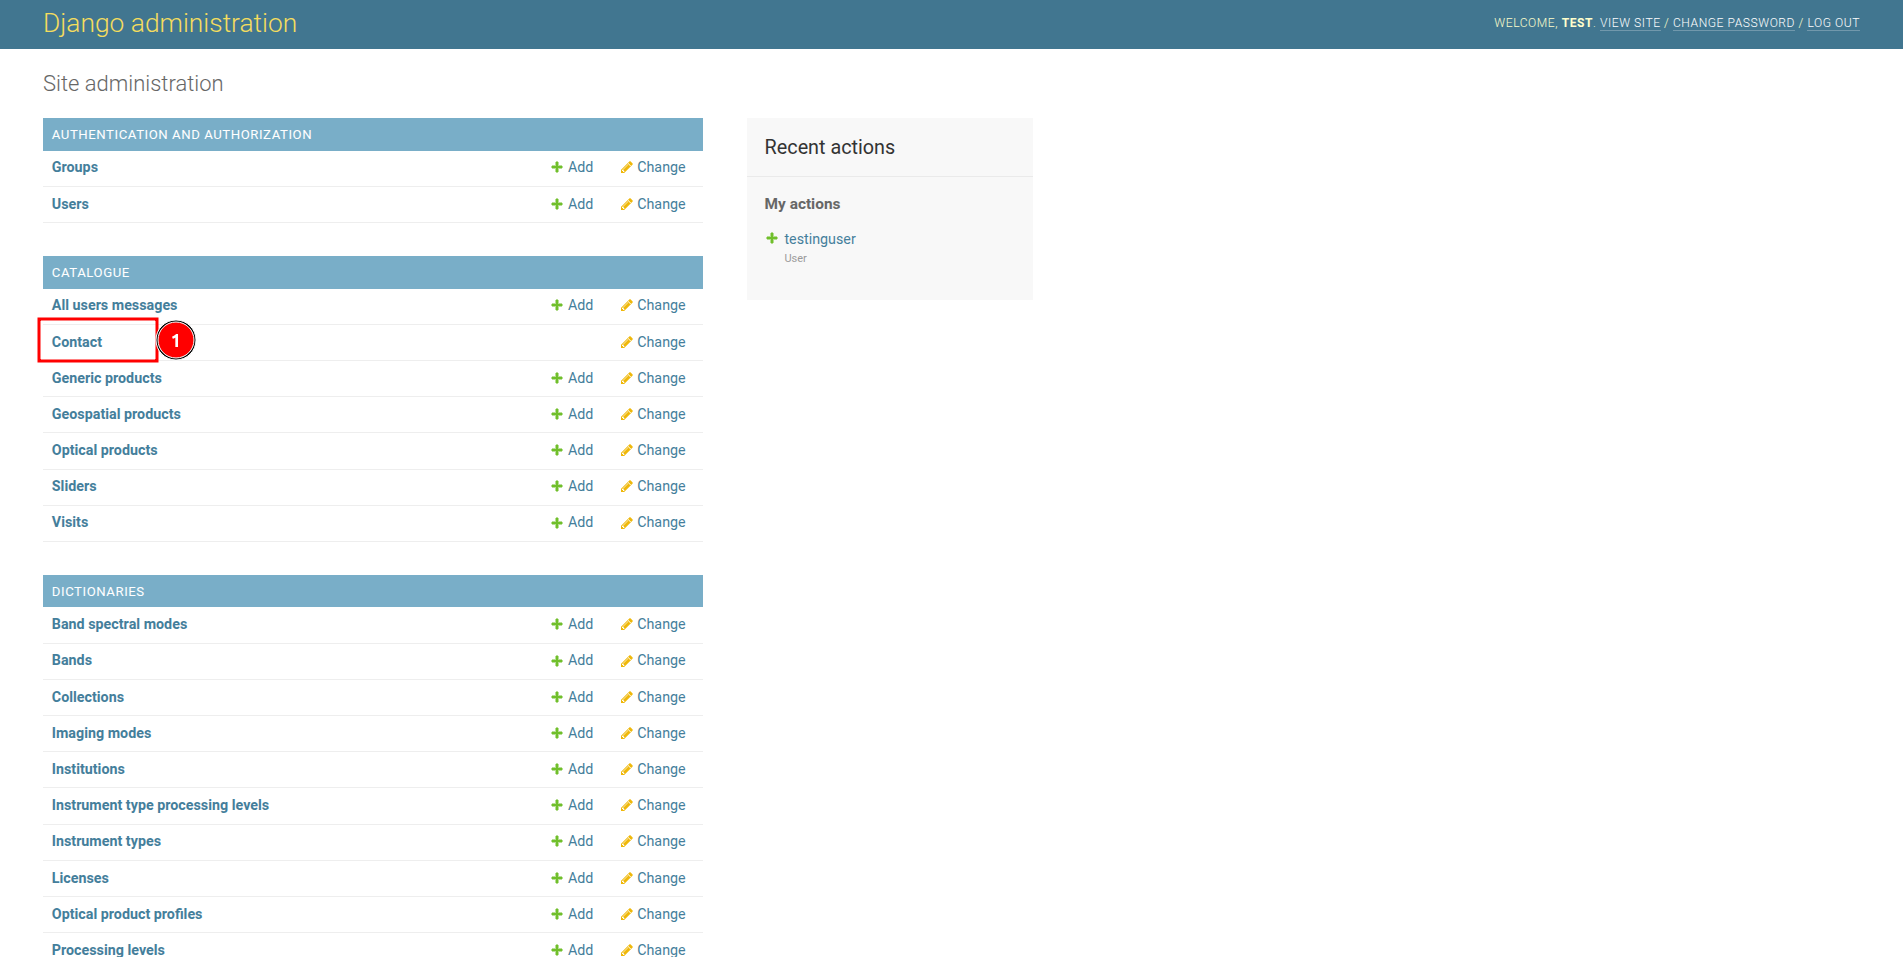 Django administration
WELCOME, TEST. VIEW SITE / CHANGE PASSWORD / LOG OUT
Site administration
AUTHENTICATION AND AUTHORIZATION
Groups Add Change
Users Add Change
CATALOGUE
All users messages Add Change
Contact 1 Change
Generic products Add Change
Geospatial products Add Change
Optical products Add Change
Sliders Add Change
Visits Add Change
DICTIONARIES
Band spectral modes Add Change
Bands Add Change
Collections Add Change
Imaging modes Add Change
Institutions Add Change
Instrument type processing levels Add Change
Instrument types Add Change
Licenses Add Change
Optical product profiles Add Change
Processing levels Add Change
Recent actions
My actions
testinguser
User